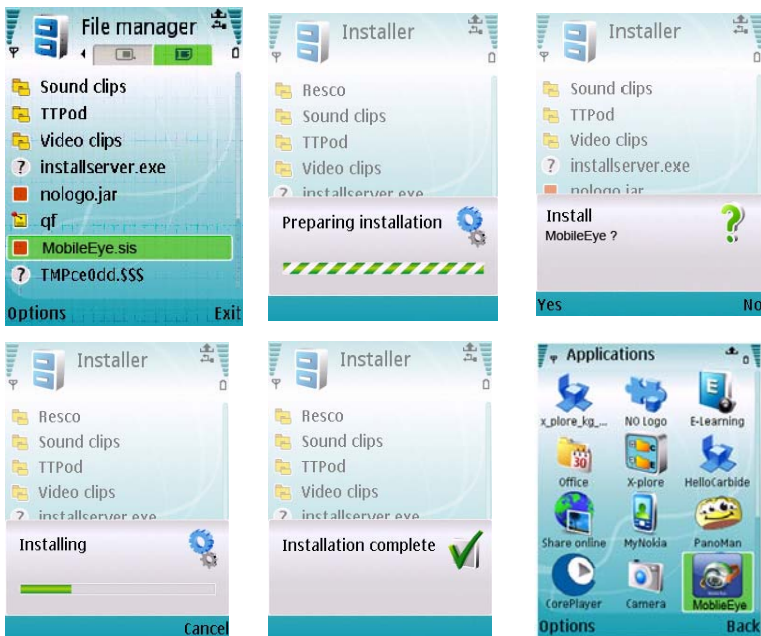 File manager
Sound clips
TTPod
Video clips
installserver.exe
nologo.jar
qf
MobileEye.sis
TMPce0dd.$$$
Options Exit
Installer
Resco
Sound clips
TTPod
Video clips
installserver.exe
Preparing installation
Installer
Sound clips
TTPod
Video clips
installserver.exe
nologo.jar
Install
MobileEye ?
Yes No
Installer
Resco
Sound clips
TTPod
Video clips
installserver.exe
Installing
Cancel
Installer
Resco
Sound clips
TTPod
Video clips
installserver.exe
Installation complete
Applications
x_plore_kg_... NO Logo E-Learning
30
Office X-plore HelloCarbide
Share online MyNokia PanoMan
CorePlayer Camera MoblieEye
Options Back